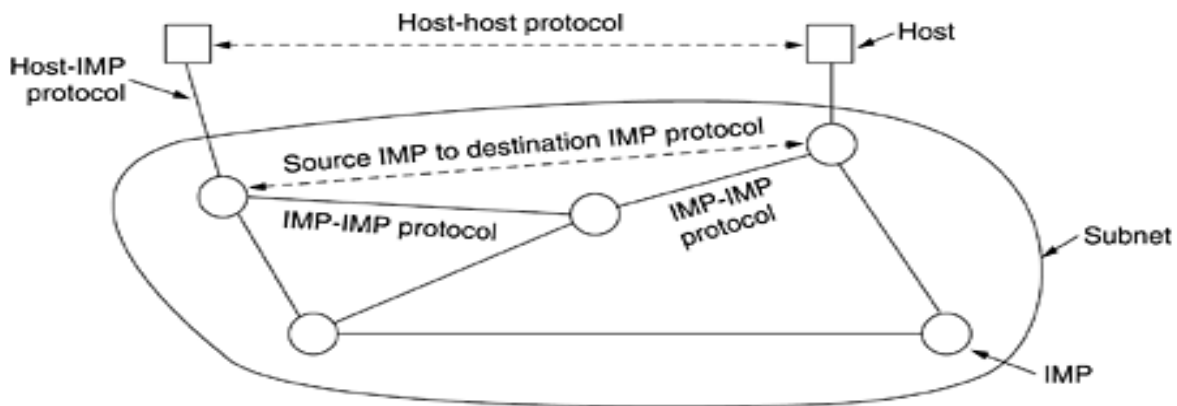 Host-host protocol
Host
Host-IMP
protocol
Source IMP to destination IMP protocol
IMP-IMP protocol
IMP-IMP
protocol
Subnet
IMP